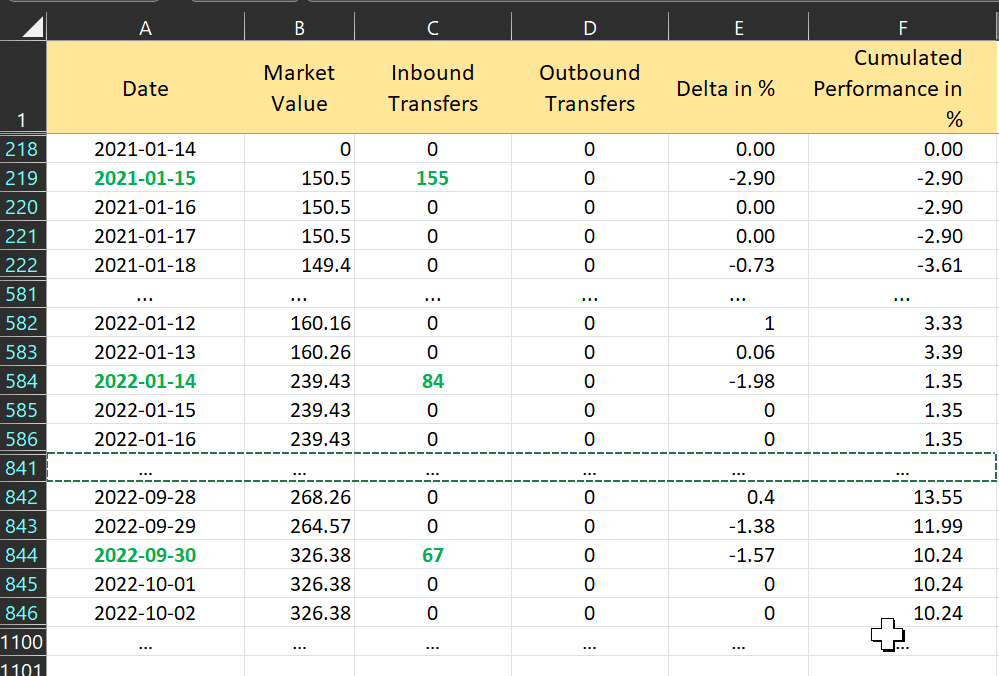 A B C D E F
1 Date Market Value Inbound Transfers Outbound Transfers Delta in % Cumulated Performance in %
218 2021-01-14 0 0 0 0.00 0.00
219 2021-01-15 150.5 155 0 -2.90 -2.90
220 2021-01-16 150.5 0 0 0.00 -2.90
221 2021-01-17 150.5 0 0 0.00 -2.90
222 2021-01-18 149.4 0 0 -0.73 -3.61
581 ... ... ... ... ... ...
582 2022-01-12 160.16 0 0 1 3.33
583 2022-01-13 160.26 0 0 0.06 3.39
584 2022-01-14 239.43 84 0 -1.98 1.35
585 2022-01-15 239.43 0 0 0 1.35
586 2022-01-16 239.43 0 0 0 1.35
841 ... ... ... ... ... ...
842 2022-09-28 268.26 0 0 0.4 13.55
843 2022-09-29 264.57 0 0 -1.38 11.99
844 2022-09-30 326.38 67 0 -1.57 10.24
845 2022-10-01 326.38 0 0 0 10.24
846 2022-10-02 326.38 0 0 0 10.24
1100 ... ... ... ... ... ...
1101